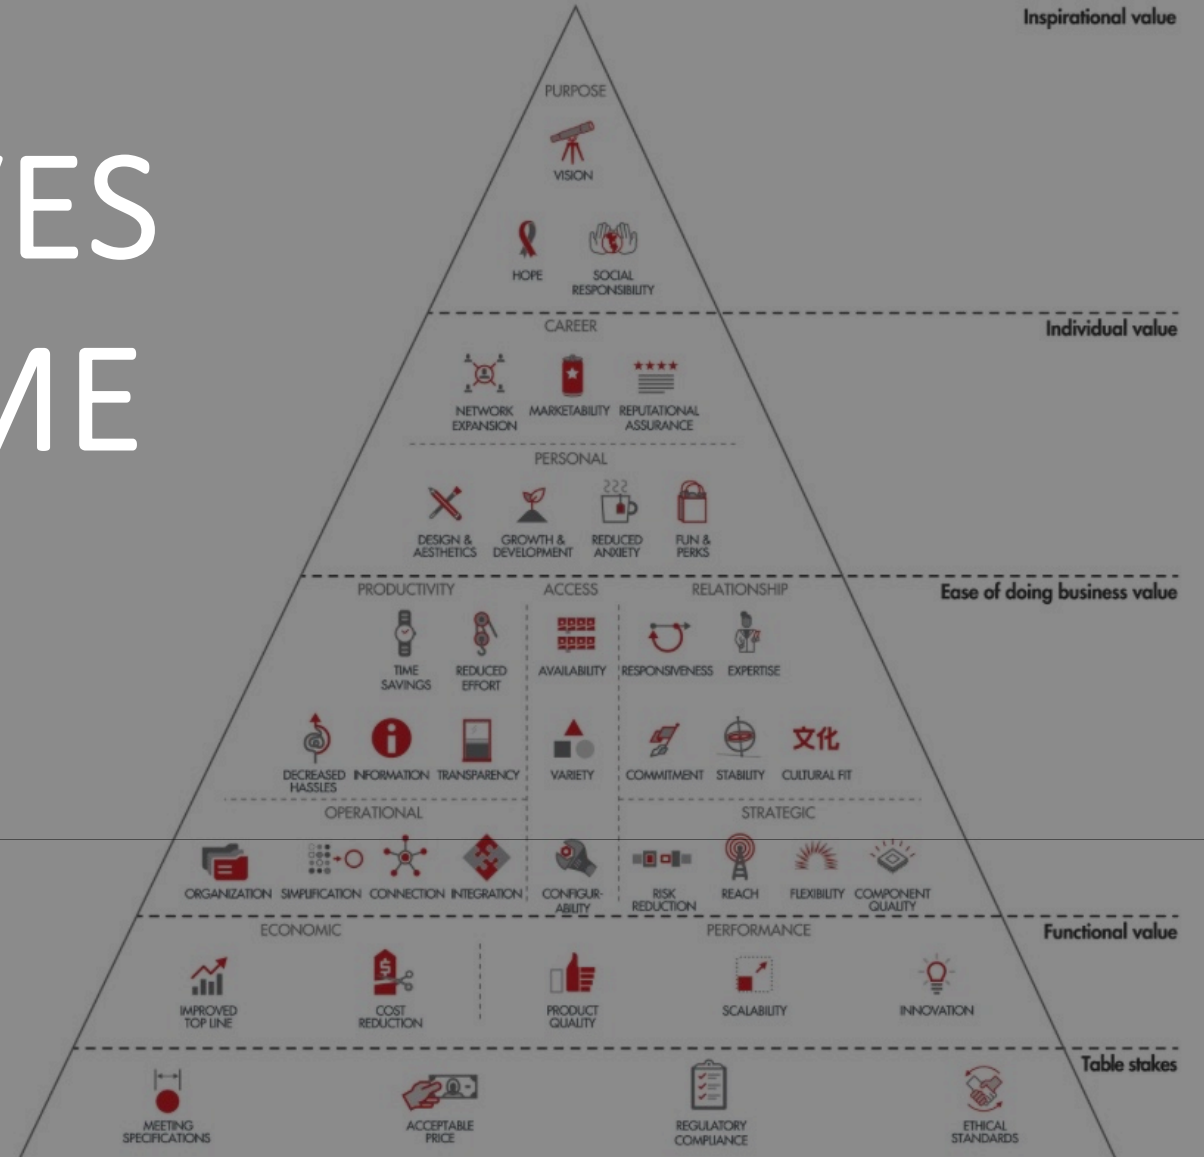 Inspirational value
PURPOSE
VISION
HOPE
SOCIAL
RESPONSIBILITY
ES
ME
Individual value
CAREER
NETWORK
EXPANSION
MARKETABILITY
REPUTATIONAL
ASSURANCE
PERSONAL
DESIGN &
AESTHETICS
GROWTH &
DEVELOPMENT
REDUCED
ANXIETY
FUN &
PERKS
Ease of doing business value
PRODUCTIVITY
TIME
SAVINGS
REDUCED
EFFORT
DECREASED
HASSLES
INFORMATION
TRANSPARENCY
ACCESS
AVAILABILITY
VARIETY
CONFIGUR-
ABILITY
RELATIONSHIP
RESPONSIVENESS
EXPERTISE
COMMITMENT
STABILITY
文化
CULTURAL FIT
OPERATIONAL
ORGANIZATION
SIMPLIFICATION
CONNECTION
INTEGRATION
STRATEGIC
RISK
REDUCTION
REACH
FLEXIBILITY
COMPONENT
QUALITY
Functional value
ECONOMIC
IMPROVED
TOP LINE
$
COST
REDUCTION
PERFORMANCE
PRODUCT
QUALITY
SCALABILITY
INNOVATION
Table stakes
MEETING
SPECIFICATIONS
ACCEPTABLE
PRICE
REGULATORY
COMPLIANCE
ETHICAL
STANDARDS